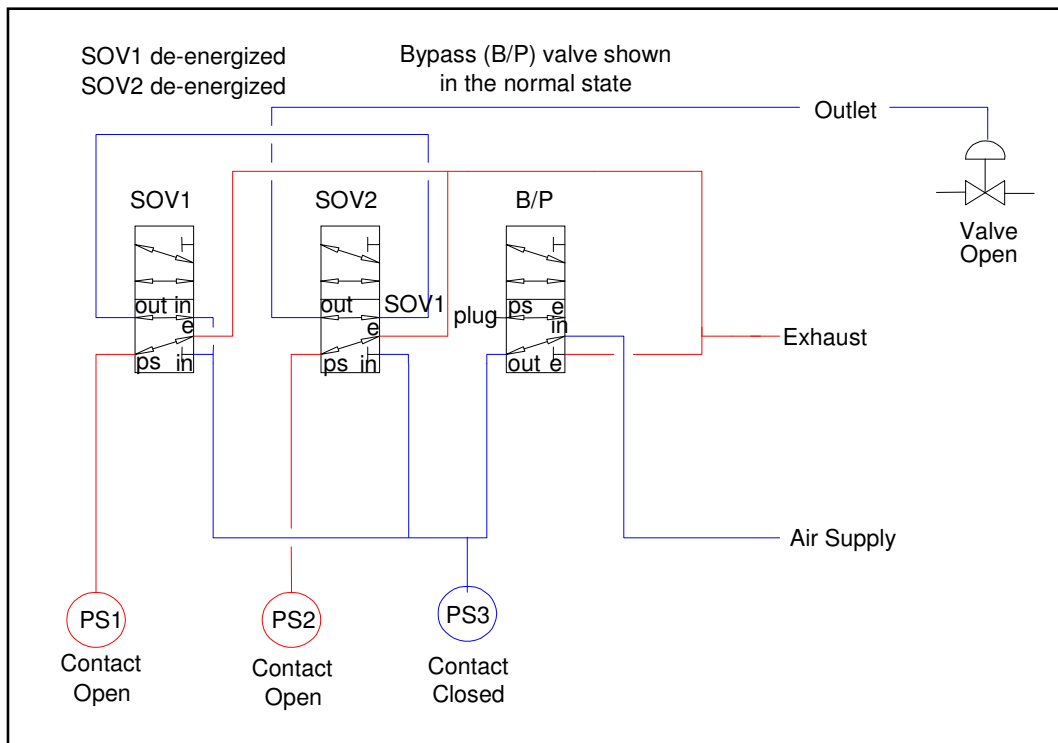 SOV1 de-energized
SOV2 de-energized
Bypass (B/P) valve shown
in the normal state
Outlet
SOV1
SOV2
B/P
Valve
Open
out in
e
ps in
out
SOV1
e
ps in
plug
ps e
in
out e
Exhaust
Air Supply
PS1
Contact
Open
PS2
Contact
Open
PS3
Contact
Closed